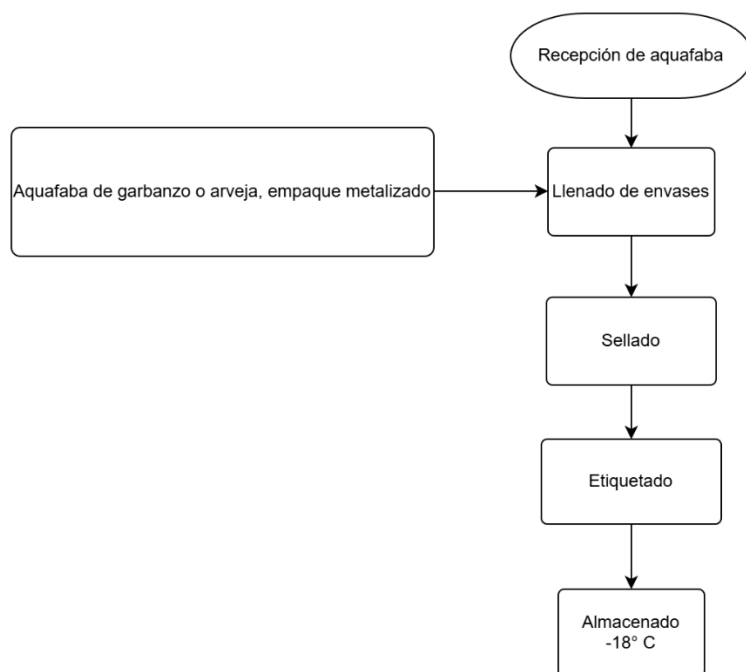 Recepción de aquafaba
Aquafaba de garbanzo o arveja, empaque metalizado
Llenado de envases
Sellado
Etiquetado
Almacenado
-18° C